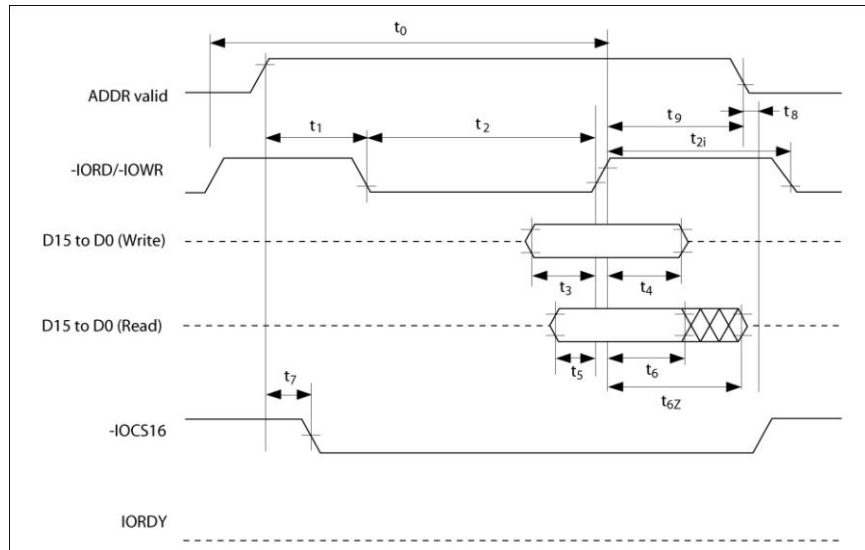 t0
ADDR valid
t9
t8
t1
t2
t2i
-IORD/-IOWR
D15 to D0 (Write)
t3
t4
D15 to D0 (Read)
t5
t6
t7
t6Z
-IOCS16
IORDY